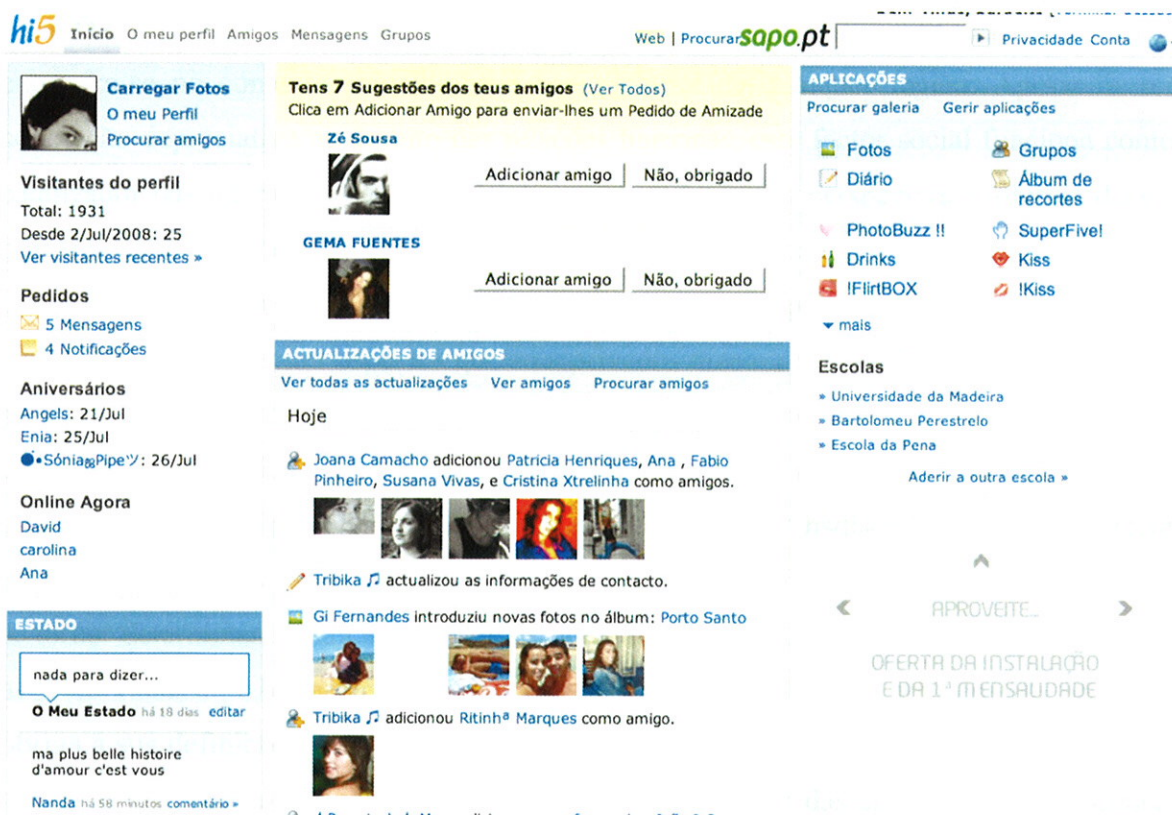 hi5 Início O meu perfil Amigos Mensagens Grupos
Web | Procurar sapo.pt
Privacidade Conta
Carregar Fotos
O meu Perfil
Procurar amigos
Visitantes do perfil
Total: 1931
Desde 2/Jul/2008: 25
Ver visitantes recentes »
Pedidos
5 Mensagens
4 Notificações
Aniversários
Angels: 21/Jul
Enia: 25/Jul
Sónia Pipeツ: 26/Jul
Online Agora
David
carolina
Ana
ESTADO
nada para dizer...
O Meu Estado há 18 dias editar
ma plus belle histoire
d'amour c'est vous
Nanda há 58 minutos comentário »
Tens 7 Sugestões dos teus amigos (Ver Todos)
Clica em Adicionar Amigo para enviar-lhes um Pedido de Amizade
Zé Sousa
Adicionar amigo Não, obrigado
GEMA FUENTES
Adicionar amigo Não, obrigado
ACTUALIZAÇÕES DE AMIGOS
Ver todas as actualizações Ver amigos Procurar amigos
Hoje
Joana Camacho adicionou Patricia Henriques, Ana , Fabio
Pinheiro, Susana Vivas, e Cristina Xtrelinha como amigos.
Tribika ♫ actualizou as informações de contacto.
Gi Fernandes introduziu novas fotos no álbum: Porto Santo
Tribika ♫ adicionou Ritinhª Marques como amigo.
APLICAÇÕES
Procurar galeria Gerir aplicações
Fotos Grupos
Diário Álbum de
recortes
PhotoBuzz !! SuperFive!
Drinks Kiss
!FlirtBOX !Kiss
mais
Escolas
» Universidade da Madeira
» Bartolomeu Perestrelo
» Escola da Pena
Aderir a outra escola »
APROVEITE...
OFERTA DA INSTALAÇÃO
E DA 1ª MENSALIDADE